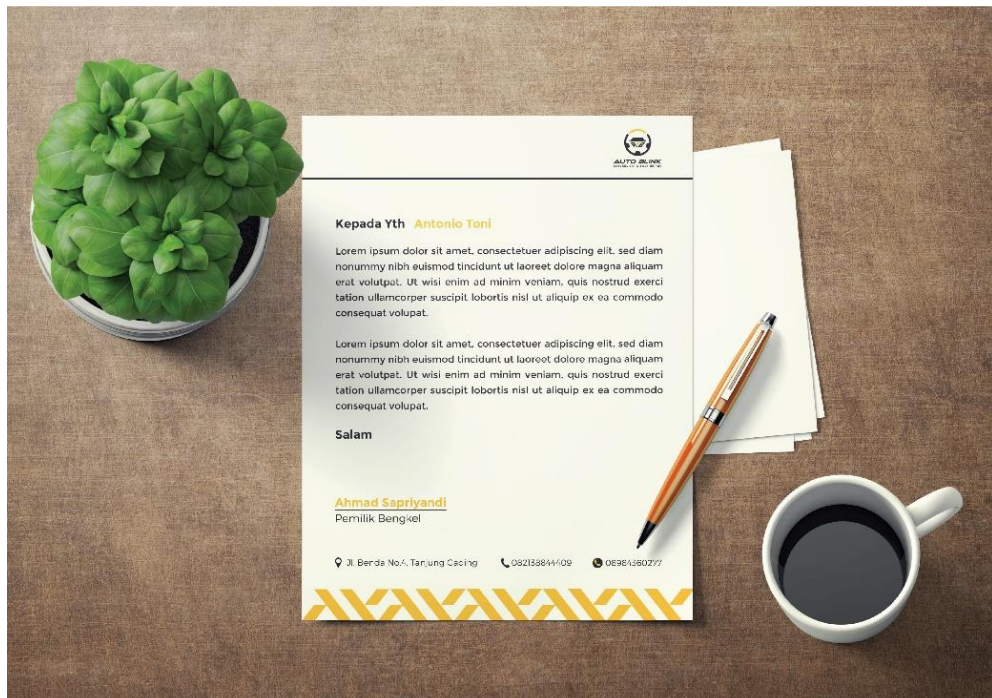 AUTO BLINK
Kepada Yth Antonio Toni
Lorem ipsum dolor sit amet, consectetuer adipiscing elit, sed diam
nonummy nibh euismod tincidunt ut laoreet dolore magna aliquam
erat volutpat. Ut wisi enim ad minim veniam, quis nostrud exerci
tation ullamcorper suscipit lobortis nisl ut aliquip ex ea commodo
consequat volupat.
Lorem ipsum dolor sit amet, consectetuer adipiscing elit, sed diam
nonummy nibh euismod tincidunt ut laoreet dolore magna aliquam
erat volutpat. Ut wisi enim ad minim veniam, quis nostrud exerci
tation ullamcorper suscipit lobortis nisl ut aliquip ex ea commodo
consequat volupat.
Salam
Ahmad Sapriyandi
Pemilik Bengkel
Jl. Benda No.4, Tanjung Gading 082138844409 08984360277